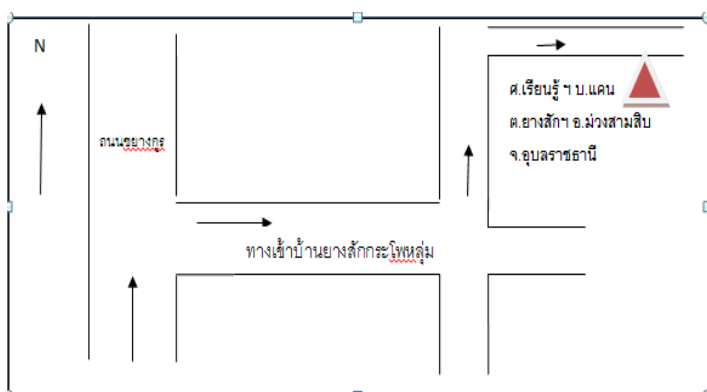 N
ศ.เรียนรู้ ฯ บ.แคน
ต.ยางสักฯ อ.ม่วงสามสิบ
จ.อุบลราชธานี
ถนนชยางกูร
ทางเข้าบ้านยางสักกระโพหลุ่ม